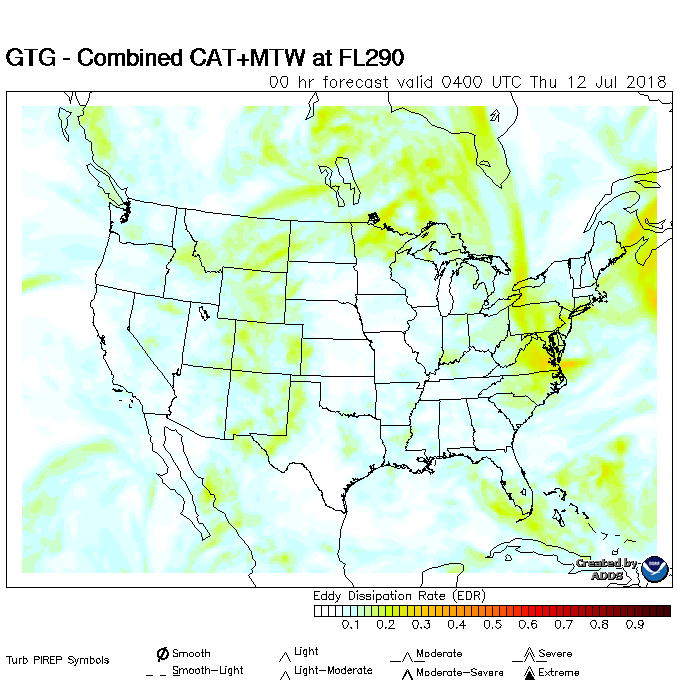 GTG - Combined CAT+MTW at FL290
00 hr forecast valid 0400 UTC Thu 12 Jul 2018
Created by
ADDS
Eddy Dissipation Rate (EDR)
0.1 0.2 0.3 0.4 0.5 0.6 0.7 0.8 0.9
Turb PIREP Symbols
Smooth Light Moderate Severe
Smooth-Light Light-Moderate Moderate-Severe Extreme